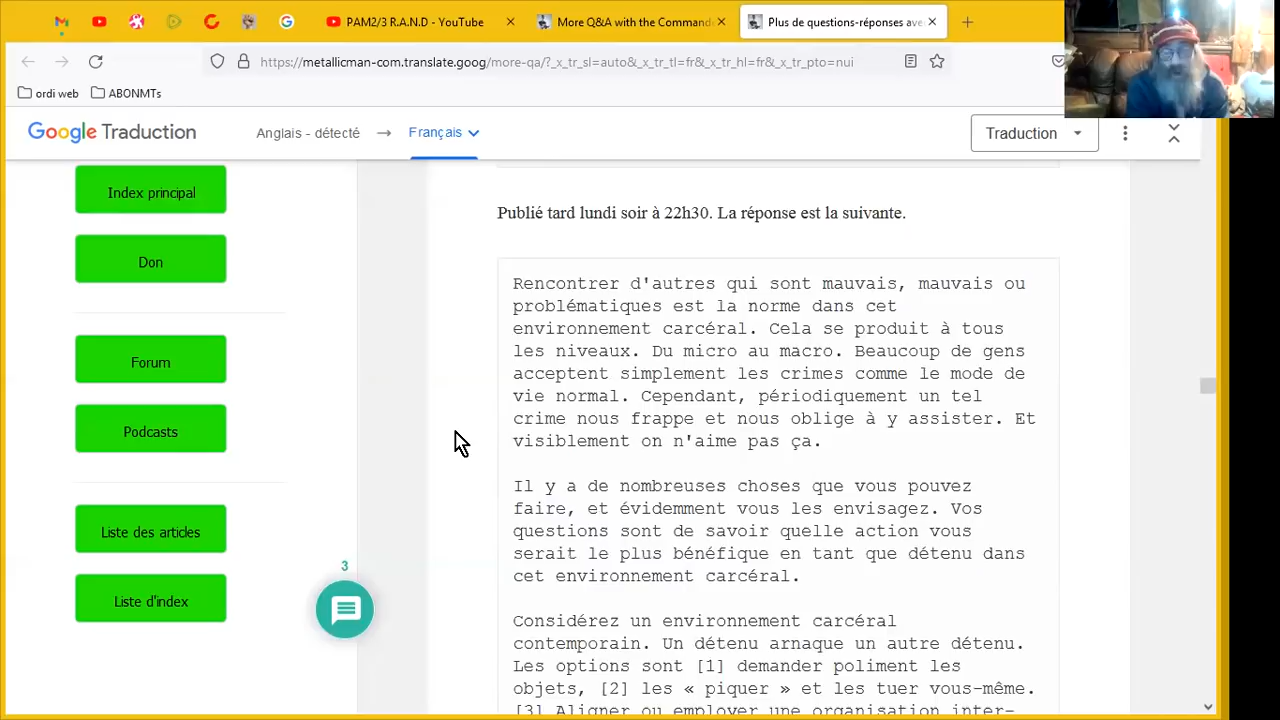 PAM2/3 R.A.N.D - YouTube
More Q&A with the Command
Plus de questions-réponses ave
https://metallicman-com.translate.goog/more-qa/?_x_tr_sl=auto&_x_tr_tl=fr&_x_tr_hl=fr&_x_tr_pto=nui
ordi web
ABONMTs
Google Traduction
Anglais - détecté
Français
Traduction
Index principal
Don
Forum
Podcasts
Liste des articles
Liste d'index
3
Publié tard lundi soir à 22h30. La réponse est la suivante.
Rencontrer d'autres qui sont mauvais, mauvais ou
problématiques est la norme dans cet
environnement carcéral. Cela se produit à tous
les niveaux. Du micro au macro. Beaucoup de gens
acceptent simplement les crimes comme le mode de
vie normal. Cependant, périodiquement un tel
crime nous frappe et nous oblige à y assister. Et
visiblement on n'aime pas ça.
Il y a de nombreuses choses que vous pouvez
faire, et évidemment vous les envisagez. Vos
questions sont de savoir quelle action vous
serait le plus bénéfique en tant que détenu dans
cet environnement carcéral.
Considérez un environnement carcéral
contemporain. Un détenu arnaque un autre détenu.
Les options sont [1] demander poliment les
objets, [2] les « piquer » et les tuer vous-même.
[3] Aligner ou employer une organisation inter-